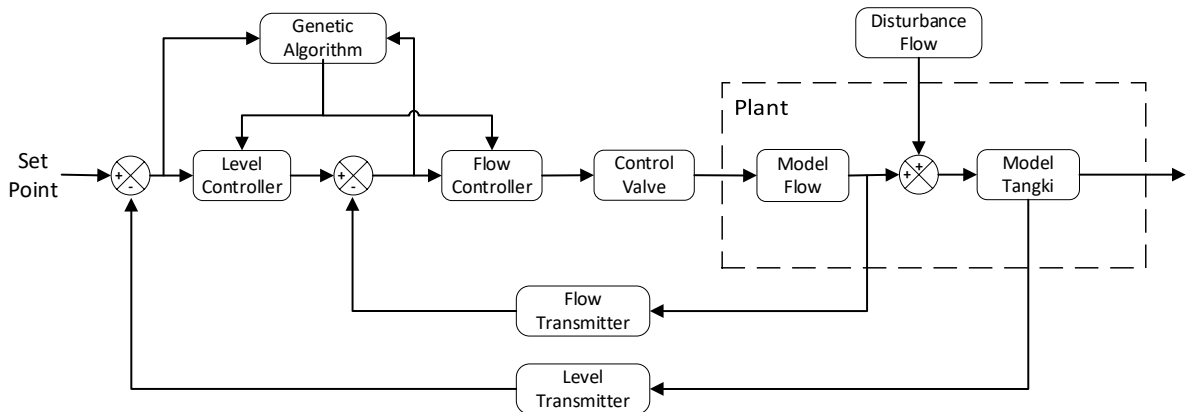 Genetic
Algorithm
Disturbance
Flow
Plant
Set
Point
+
-
Level
Controller
+
-
Flow
Controller
Control
Valve
Model
Flow
+
+
Model
Tangki
Flow
Transmitter
Level
Transmitter